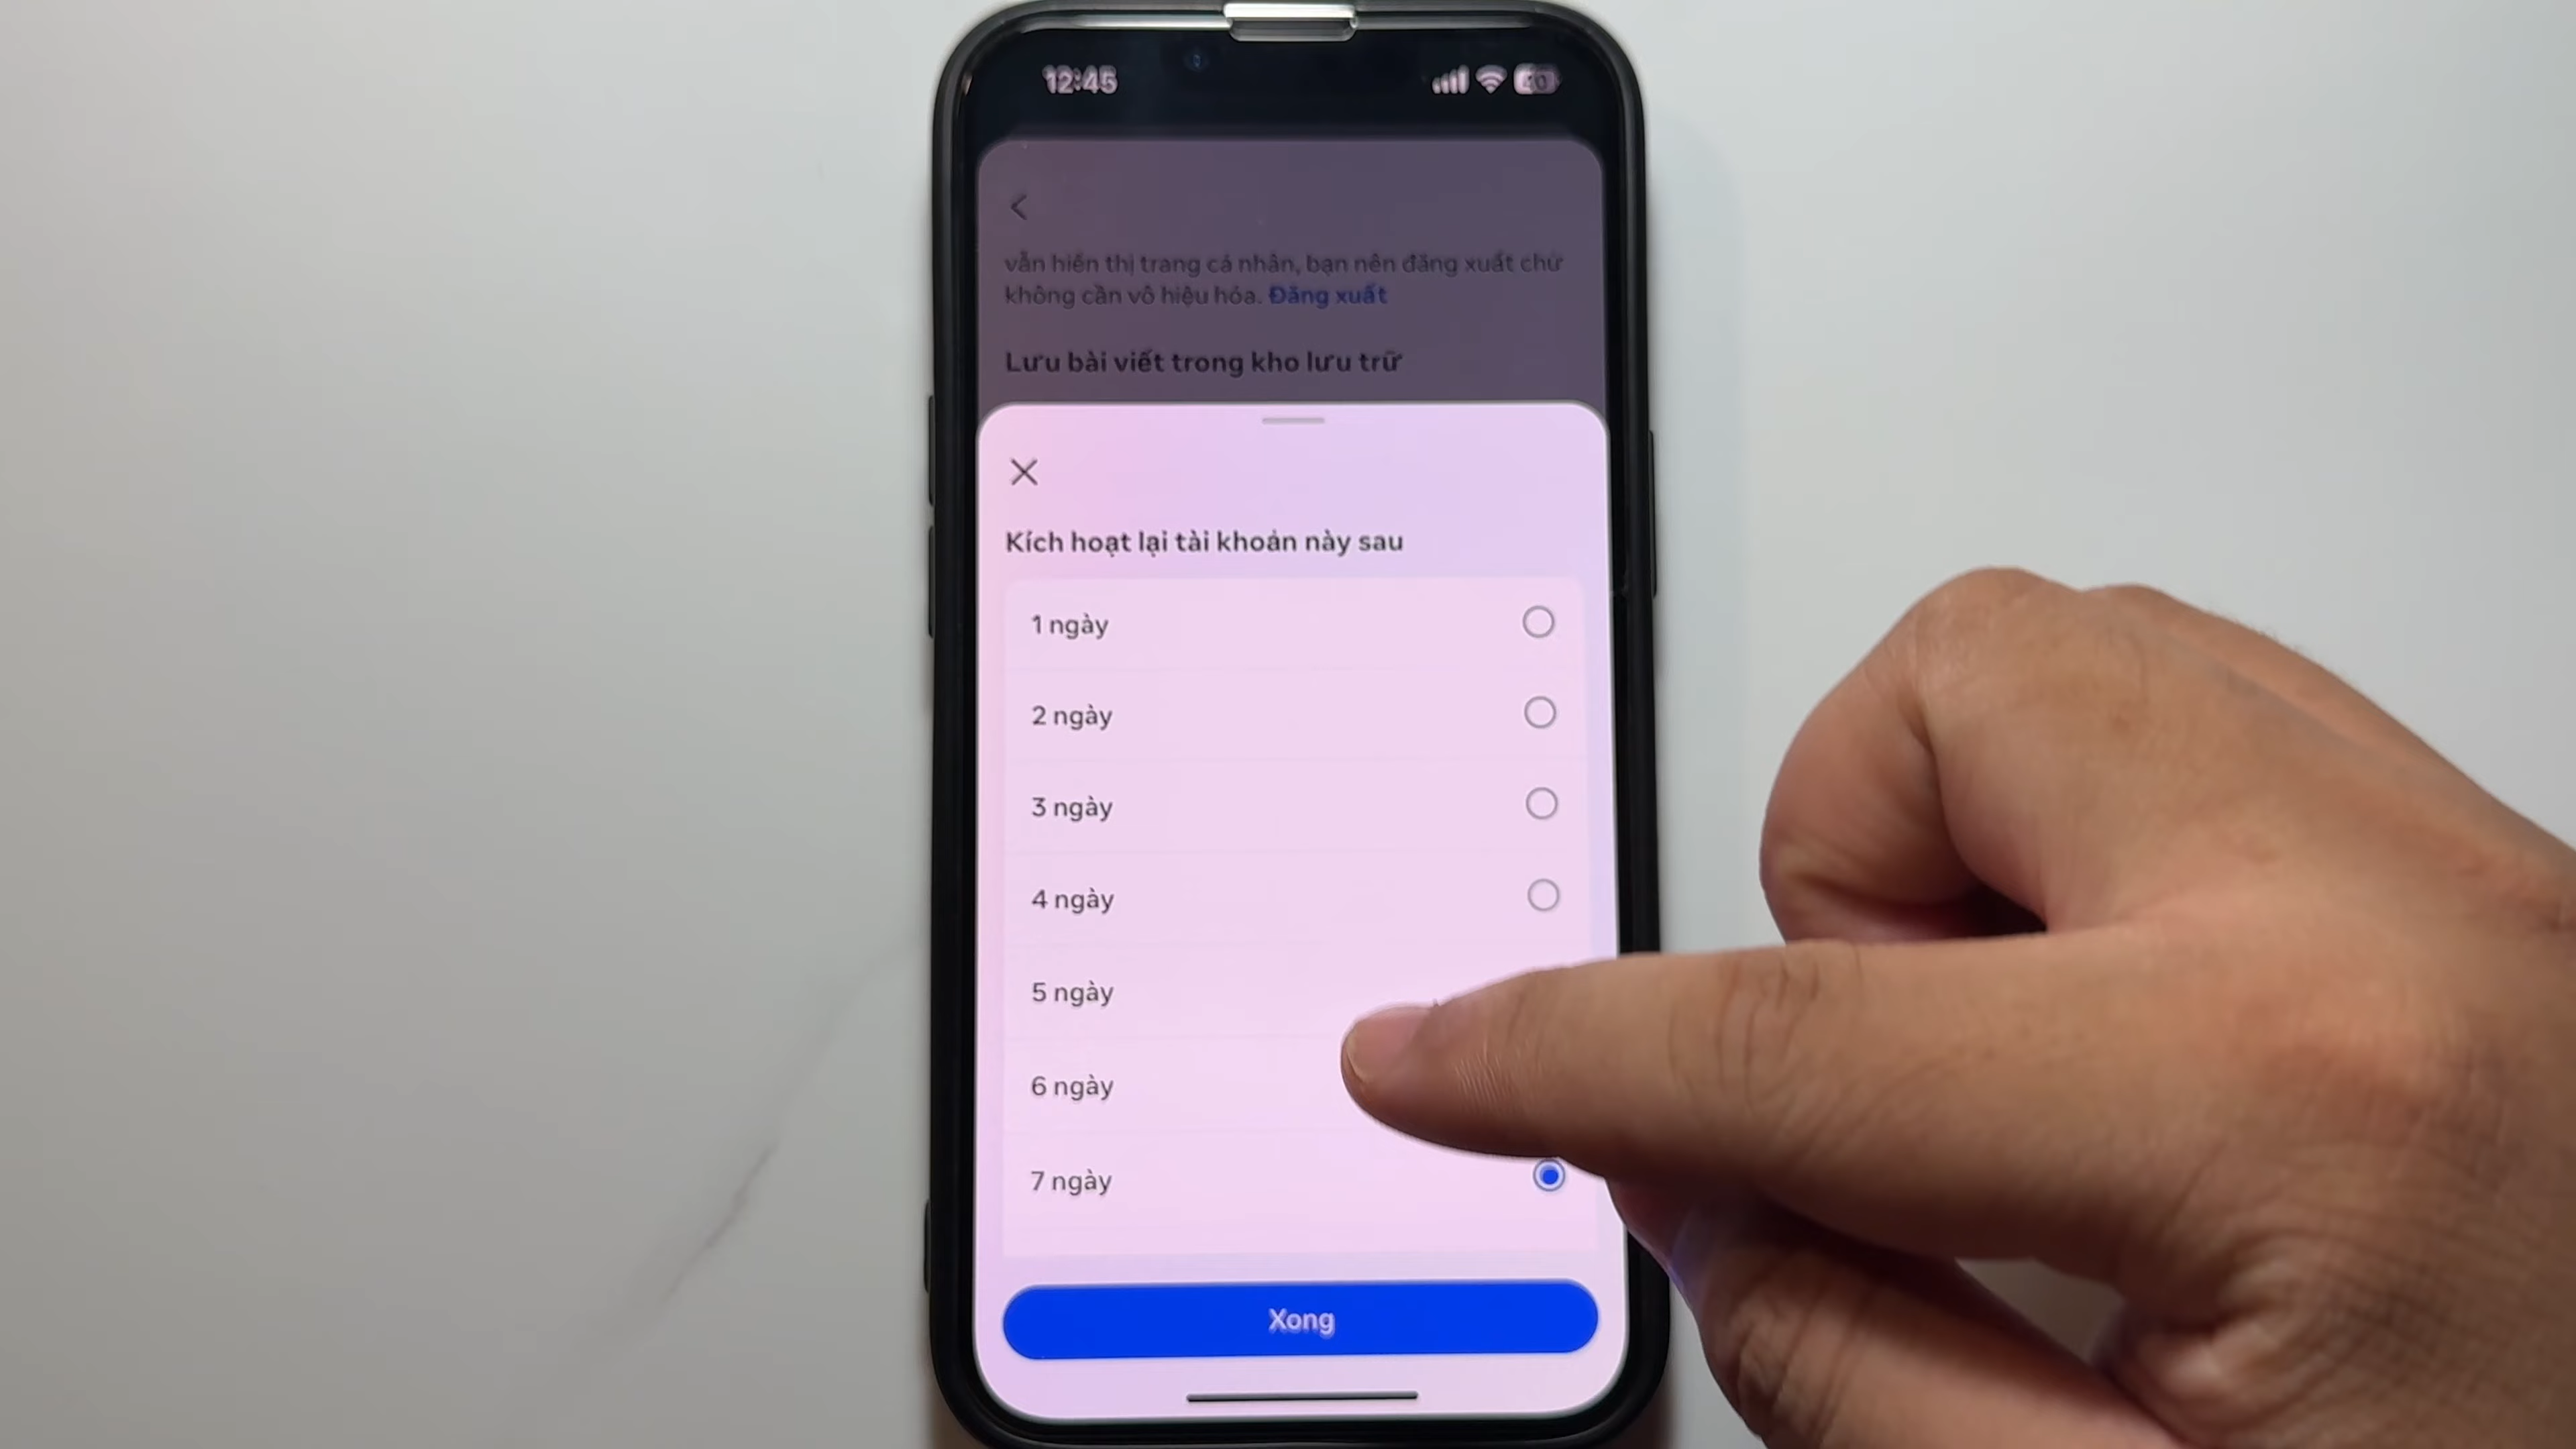 12:45
40
vẫn hiển thị trang cá nhân, bạn nên đăng xuất chứ
không cần vô hiệu hóa. Đăng xuất
Lưu bài viết trong kho lưu trữ
Kích hoạt lại tài khoản này sau
1 ngày
2 ngày
3 ngày
4 ngày
5 ngày
6 ngày
7 ngày
Xong